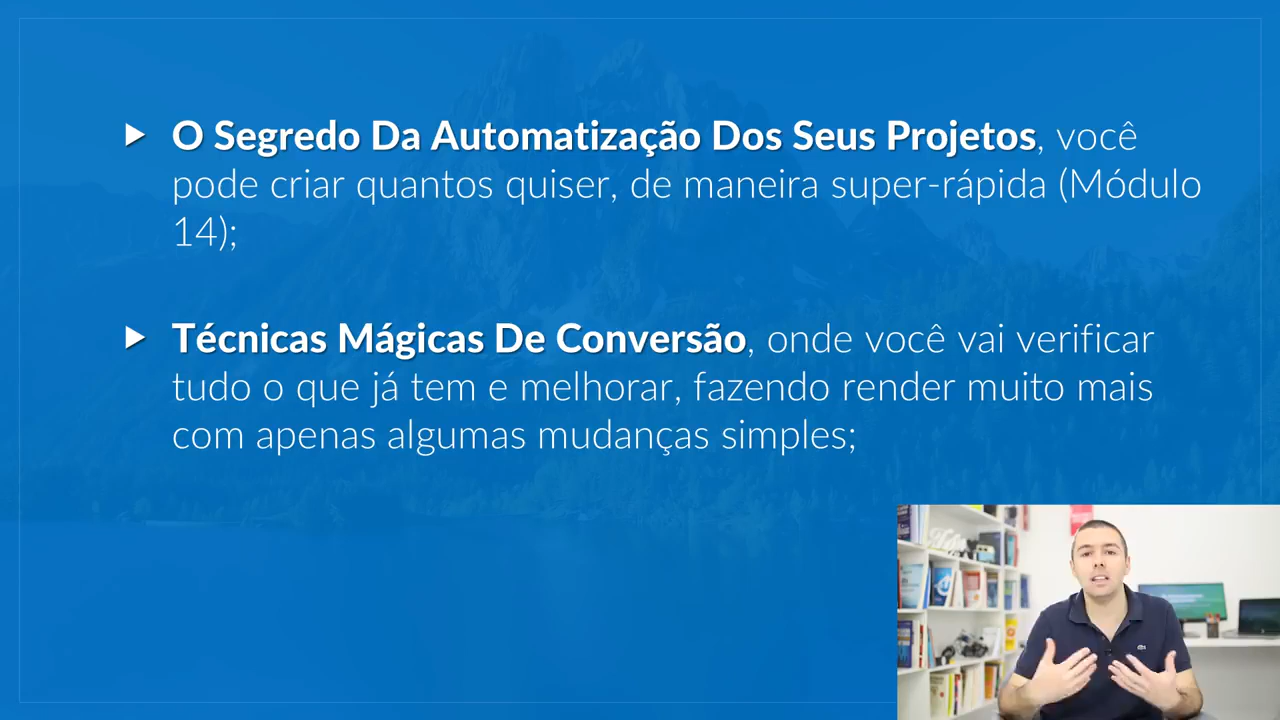 O Segredo Da Automatização Dos Seus Projetos, você
pode criar quantos quiser, de maneira super-rápida (Módulo
14);
Técnicas Mágicas De Conversão, onde você vai verificar
tudo o que já tem e melhorar, fazendo render muito mais
com apenas algumas mudanças simples;